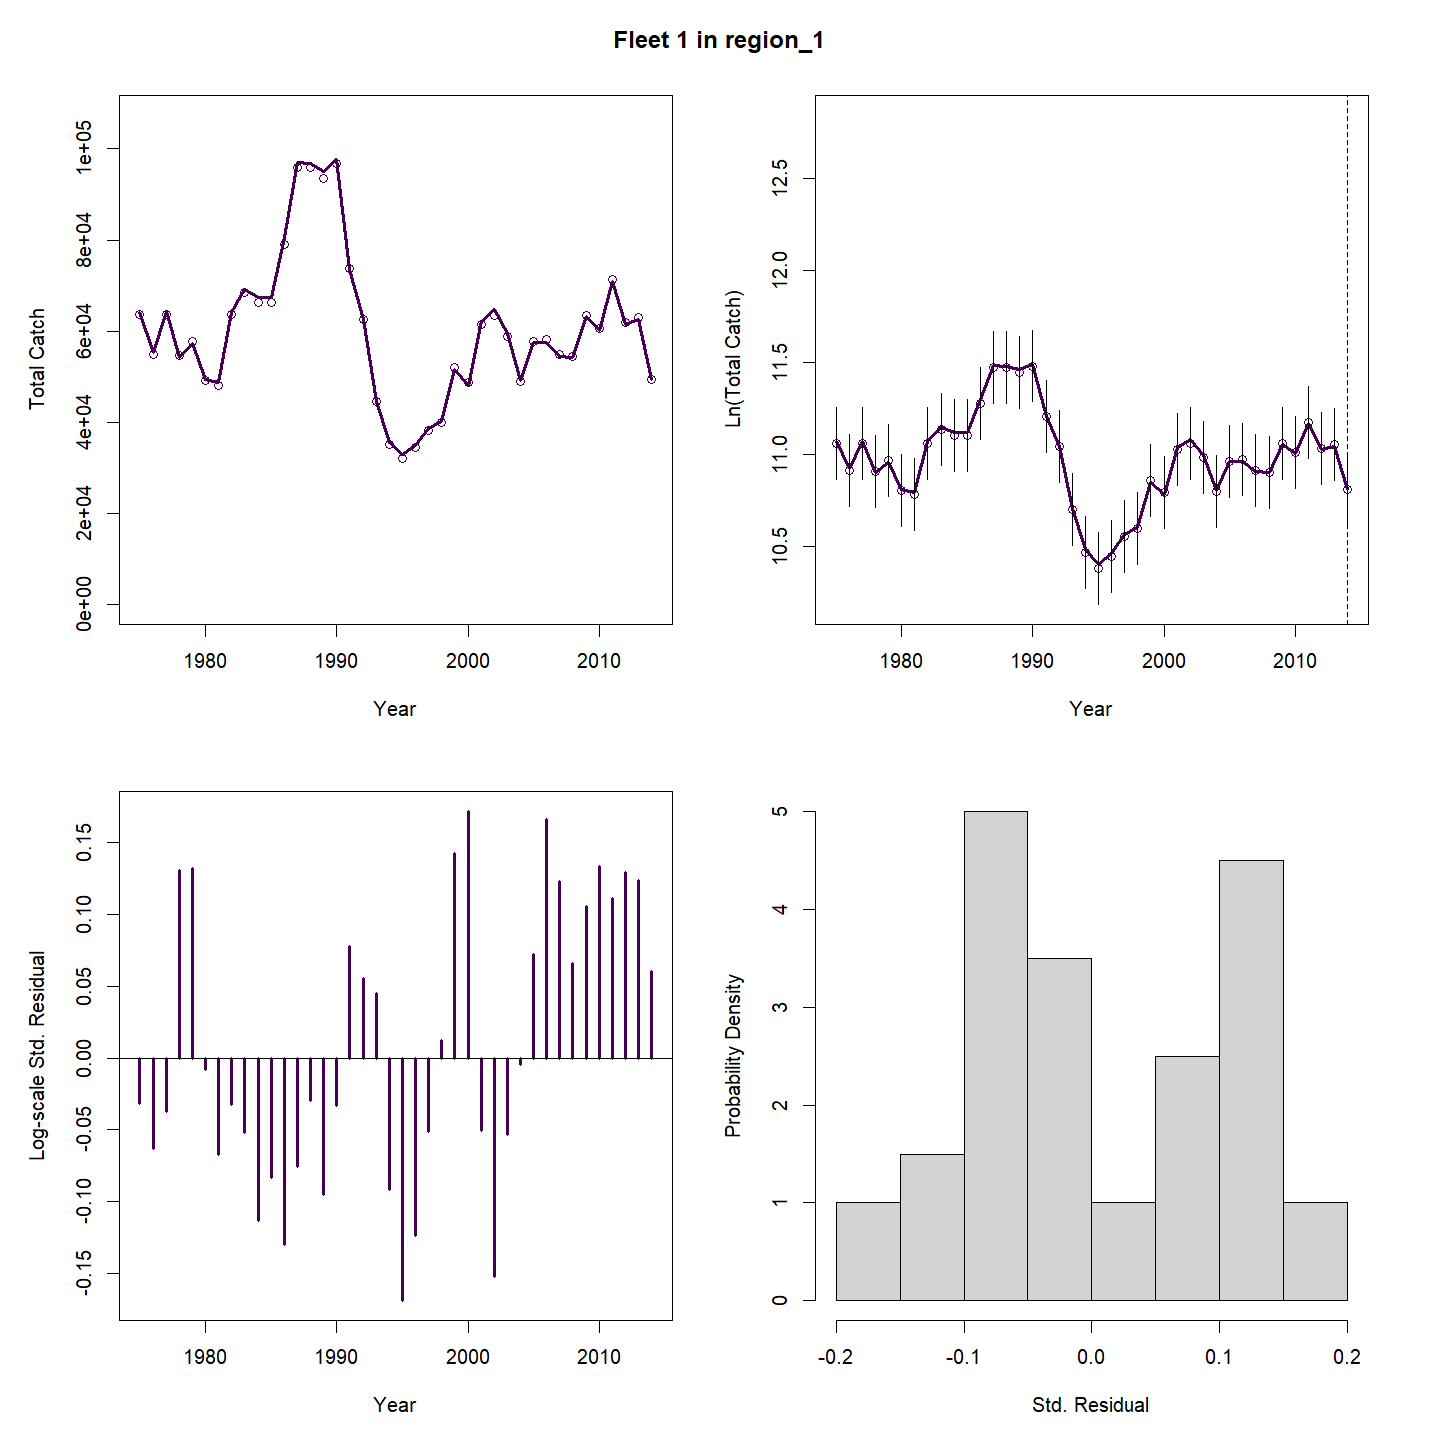 Fleet 1 in region_1
Total Catch
1e+05
8e+04
6e+04
4e+04
2e+04
0e+00
1980 1990 2000 2010
Year
Ln(Total Catch)
12.5
12.0
11.5
11.0
10.5
1980 1990 2000 2010
Year
Log-scale Std. Residual
0.15
0.10
0.05
0.00
-0.05
-0.10
-0.15
1980 1990 2000 2010
Year
Probability Density
5
4
3
2
1
0
-0.2 -0.1 0.0 0.1 0.2
Std. Residual